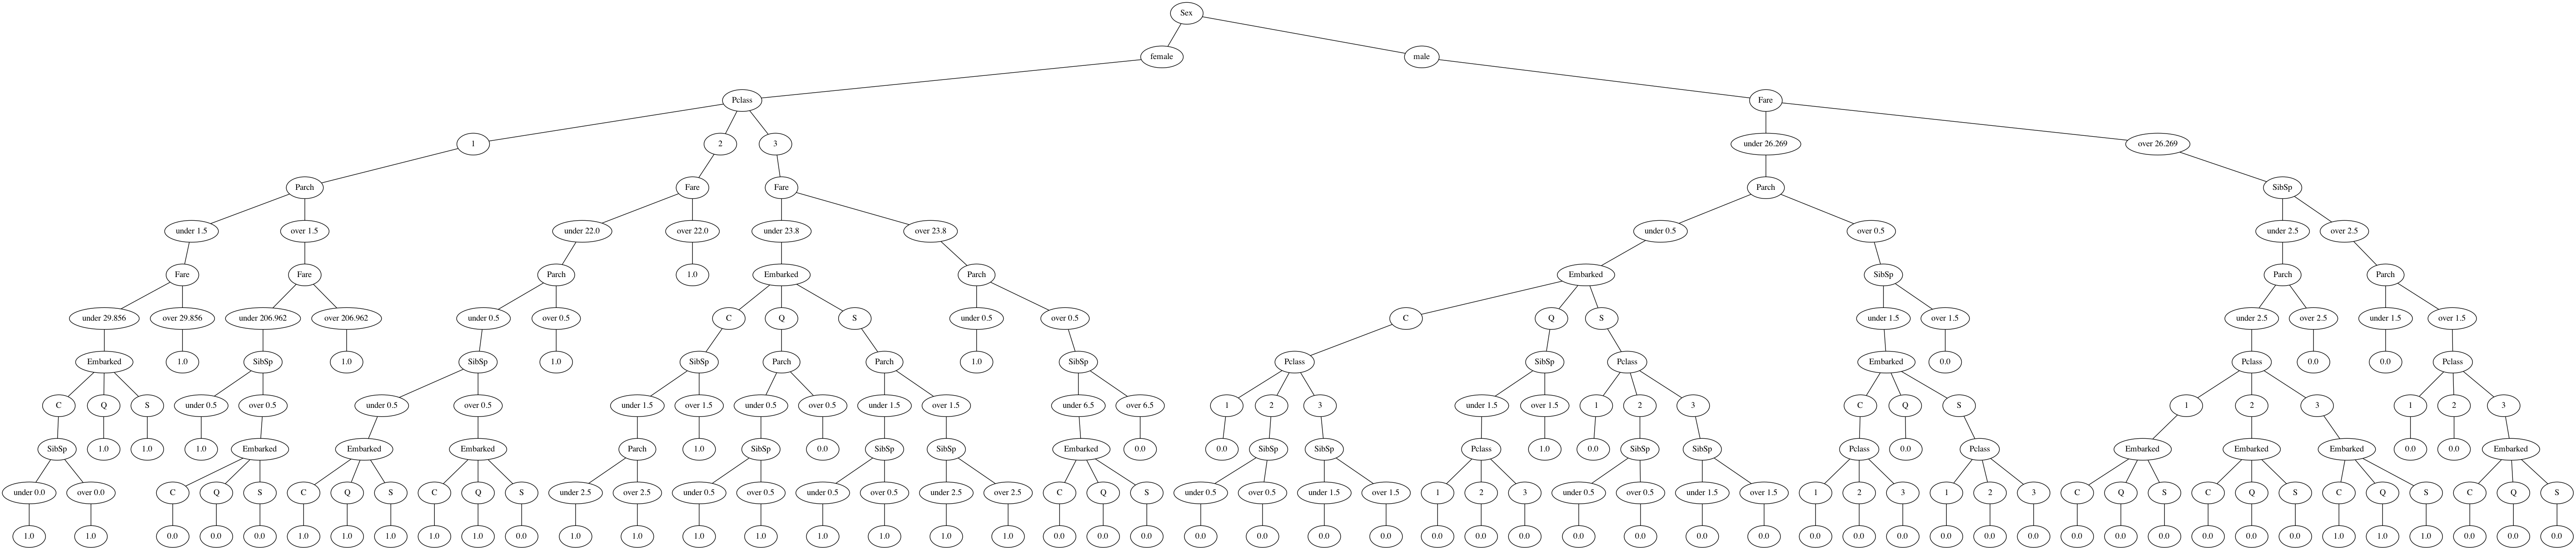 Sex
female male
Pclass Fare
1 2 3 under 26.269 over 26.269
Parch Fare Fare Parch SibSp
under 1.5 over 1.5 under 22.0 over 22.0 under 23.8 over 23.8 under 0.5 over 0.5 under 2.5 over 2.5
Fare Fare Parch 1.0 Embarked Parch Embarked SibSp Parch Parch
under 29.856 over 29.856 under 206.962 over 206.962 under 0.5 over 0.5 C Q S under 0.5 over 0.5 C Q S under 1.5 over 1.5 under 2.5 over 2.5 under 1.5 over 1.5
Embarked 1.0 SibSp 1.0 SibSp 1.0 SibSp Parch Parch 1.0 SibSp Pclass SibSp Pclass Embarked 0.0 Pclass 0.0 0.0 Pclass
C Q S under 0.5 over 0.5 under 0.5 over 0.5 under 1.5 over 1.5 under 0.5 over 0.5 under 1.5 over 1.5 under 6.5 over 6.5 1 2 3 under 1.5 over 1.5 1 2 3 C Q S 1 2 3 1 2 3
SibSp 1.0 1.0 1.0 Embarked Embarked Embarked Parch 1.0 SibSp 0.0 SibSp SibSp Embarked 0.0 0.0 SibSp SibSp Pclass 1.0 0.0 SibSp SibSp Pclass 0.0 Pclass Embarked Embarked Embarked 0.0 0.0 Embarked
under 0.0 over 0.0 C Q S C Q S C Q S under 2.5 over 2.5 under 0.5 over 0.5 under 0.5 over 0.5 under 2.5 over 2.5 C Q S under 0.5 over 0.5 under 1.5 over 1.5 1 2 3 under 0.5 over 0.5 under 1.5 over 1.5 1 2 3 1 2 3 C Q S C Q S C Q S C Q S
1.0 1.0 0.0 0.0 0.0 1.0 1.0 1.0 1.0 1.0 0.0 1.0 1.0 1.0 1.0 1.0 1.0 1.0 1.0 0.0 0.0 0.0 0.0 0.0 0.0 0.0 0.0 0.0 0.0 0.0 0.0 0.0 0.0 0.0 0.0 0.0 0.0 0.0 0.0 0.0 0.0 0.0 0.0 0.0 0.0 1.0 1.0 1.0 0.0 0.0 0.0